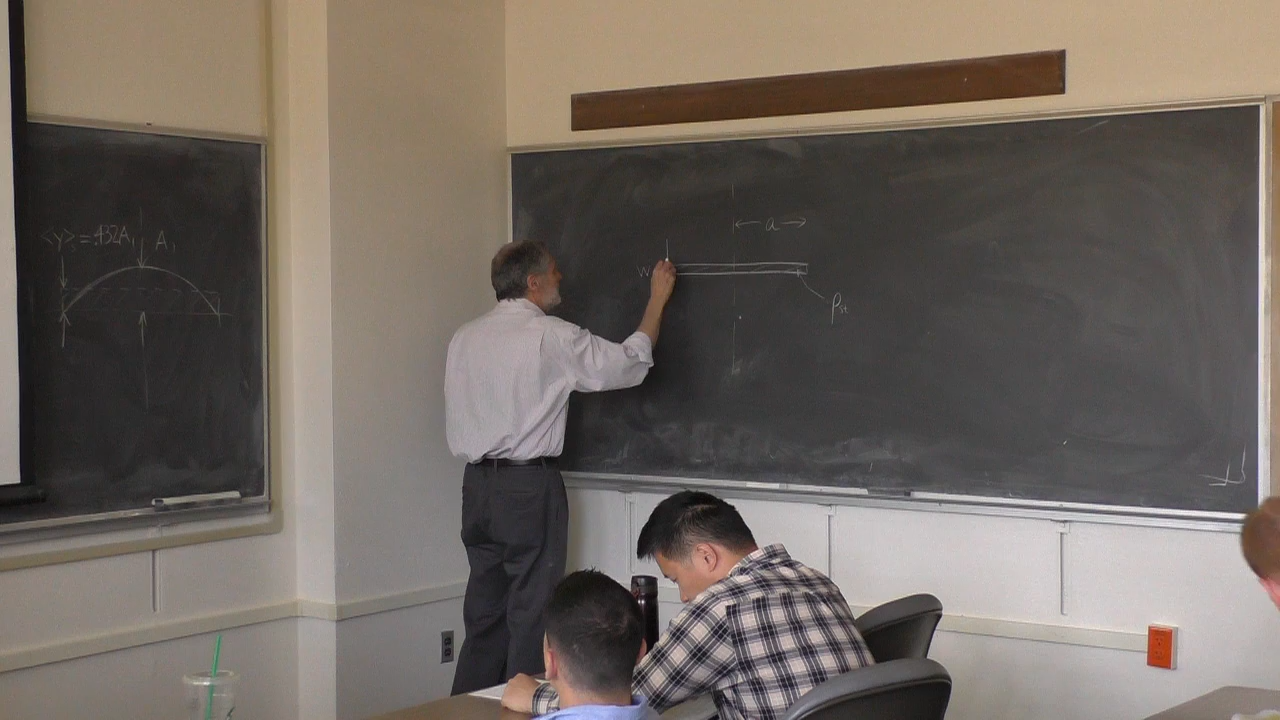 <y> = .432A₁ A₁
a
w
ρst